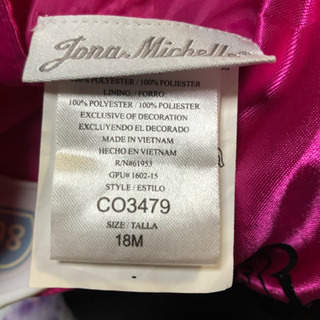 Jona Michelle
100% POLYESTER / 100% POLIESTER
LINING: / FORRO
100% POLYESTER / 100% POLIESTER
EXCLUSIVE OF DECORATION
EXCLUYENDO EL DECORADO
MADE IN VIETNAM
HECHO EN VIETNAM
R/N#61953
GPU# 1602-15
STYLE / ESTILO
CO3479
SIZE / TALLA
18M
-